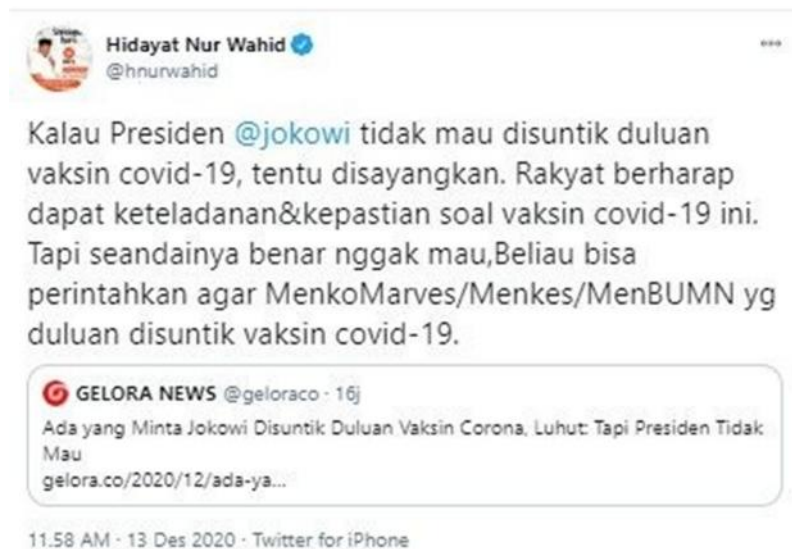 Hidayat Nur Wahid
@hnurwahid
Kalau Presiden @jokowi tidak mau disuntik duluan
vaksin covid-19, tentu disayangkan. Rakyat berharap
dapat keteladanan&kepastian soal vaksin covid-19 ini.
Tapi seandainya benar nggak mau,Beliau bisa
perintahkan agar MenkoMarves/Menkes/MenBUMN yg
duluan disuntik vaksin covid-19.
GELORA NEWS @geloraco · 16j
Ada yang Minta Jokowi Disuntik Duluan Vaksin Corona, Luhut: Tapi Presiden Tidak
Mau
gelora.co/2020/12/ada-ya...
11.58 AM · 13 Des 2020 · Twitter for iPhone